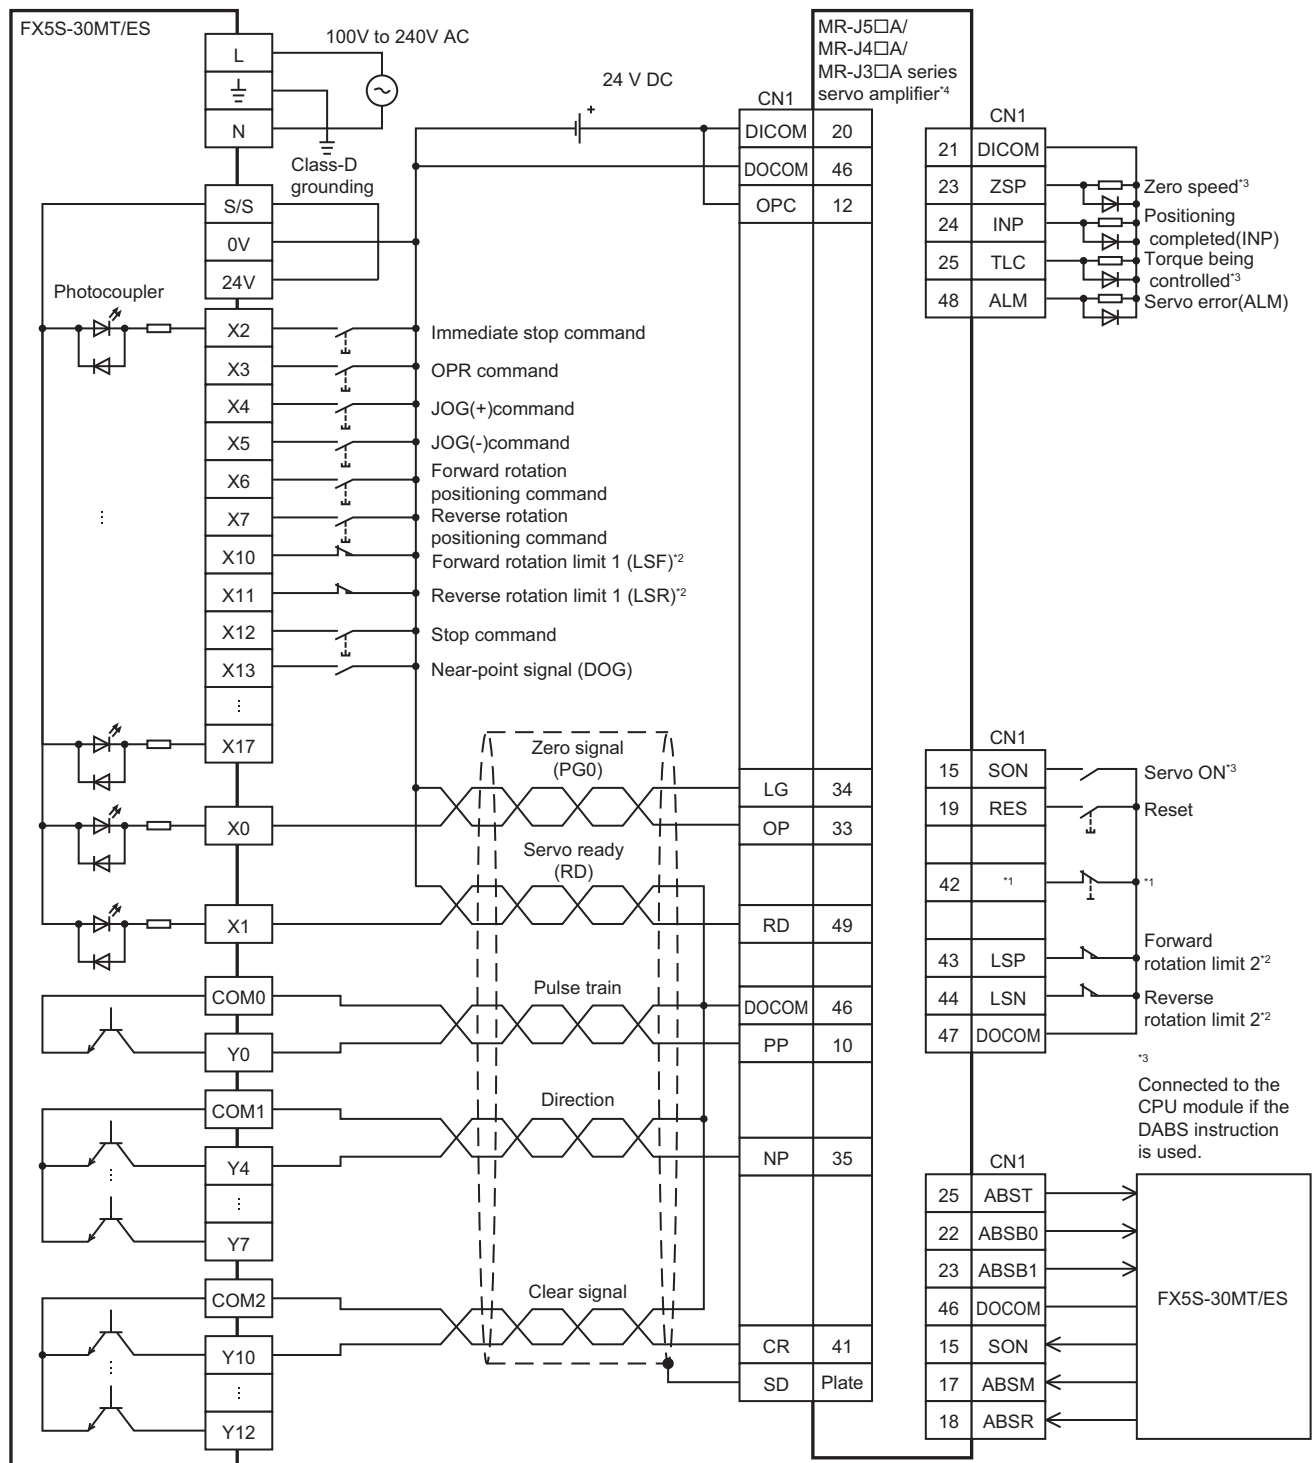 FX5S-30MT/ES
L
N
100V to 240V AC
Class-D
grounding
S/S
0V
24V
Photocoupler
24 V DC
MR-J5□A/
MR-J4□A/
MR-J3□A series
servo amplifier*4
CN1
DICOM 20
DOCOM 46
OPC 12
CN1
21 DICOM
23 ZSP Zero speed*3
24 INP Positioning
completed(INP)
25 TLC Torque being
controlled*3
48 ALM Servo error(ALM)
X2 Immediate stop command
X3 OPR command
X4 JOG(+)command
X5 JOG(-)command
X6 Forward rotation
positioning command
X7 Reverse rotation
positioning command
X10 Forward rotation limit 1 (LSF)*2
X11 Reverse rotation limit 1 (LSR)*2
X12 Stop command
X13 Near-point signal (DOG)
⋮
⋮
X17
X0
X1
Zero signal
(PG0)
LG 34
OP 33
Servo ready
(RD)
RD 49
COM0
Y0
Pulse train
DOCOM 46
PP 10
COM1
Y4
⋮
⋮
Y7
Direction
NP 35
COM2
Y10
⋮
⋮
Y12
Clear signal
CR 41
SD Plate
CN1
15 SON Servo ON*3
19 RES Reset
42 *1 *1
43 LSP Forward
rotation limit 2*2
44 LSN Reverse
rotation limit 2*2
47 DOCOM
*3
Connected to the
CPU module if the
DABS instruction
is used.
CN1
25 ABST
22 ABSB0
23 ABSB1
46 DOCOM
15 SON
17 ABSM
18 ABSR
FX5S-30MT/ES